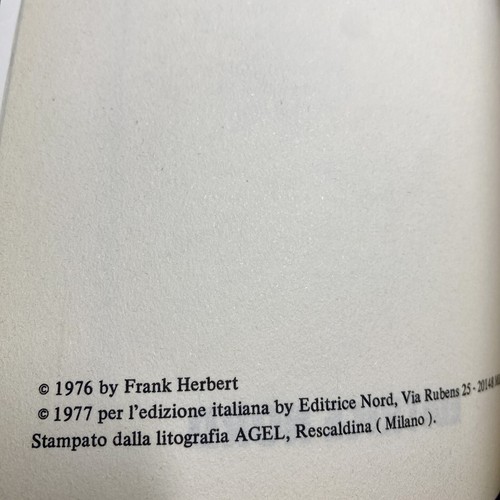 © 1976 by Frank Herbert
© 1977 per l'edizione italiana by Editrice Nord, Via Rubens 25 - 20148
Stampato dalla litografia AGEL, Rescaldina ( Milano ).